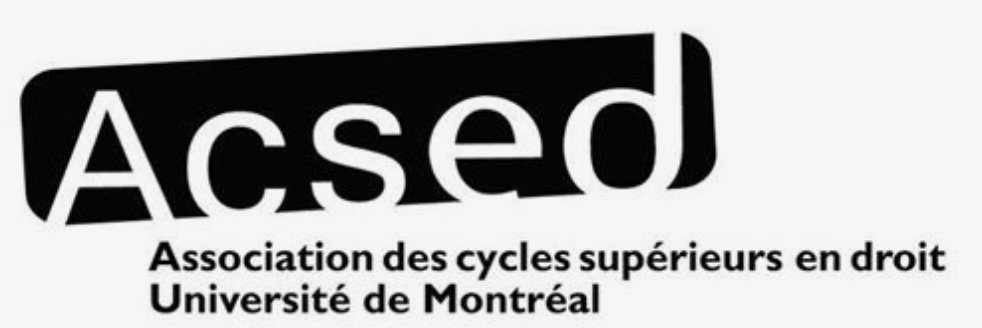 Acsed
Association des cycles supérieurs en droit
Université de Montréal